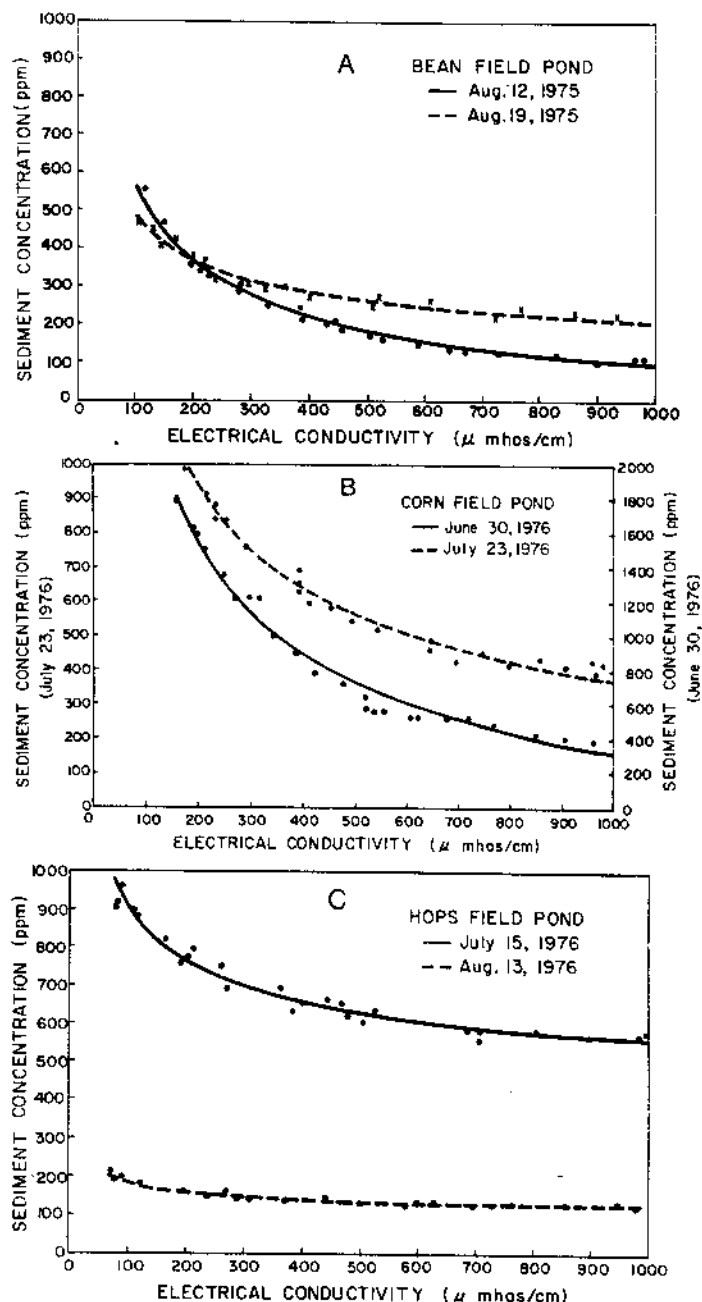 A
BEAN FIELD POND
Aug. 12, 1975
Aug. 19, 1975
SEDIMENT CONCENTRATION (ppm)
1000
900
800
700
600
500
400
300
200
100
0
0 100 200 300 400 500 600 700 800 900 1000
ELECTRICAL CONDUCTIVITY (μ mhos/cm)
B
CORN FIELD POND
June 30, 1976
July 23, 1976
SEDIMENT CONCENTRATION (ppm)
(July 23, 1976)
1000
900
800
700
600
500
400
300
200
100
0
2000
1800
1600
1400
1200
1000
800
600
400
200
0
SEDIMENT CONCENTRATION (ppm)
(June 30, 1976)
0 100 200 300 400 500 600 700 800 900 1000
ELECTRICAL CONDUCTIVITY (μ mhos/cm)
C
HOPS FIELD POND
July 15, 1976
Aug. 13, 1976
SEDIMENT CONCENTRATION (ppm)
1000
900
800
700
600
500
400
300
200
100
0
0 100 200 300 400 500 600 700 800 900 1000
ELECTRICAL CONDUCTIVITY (μ mhos/cm)